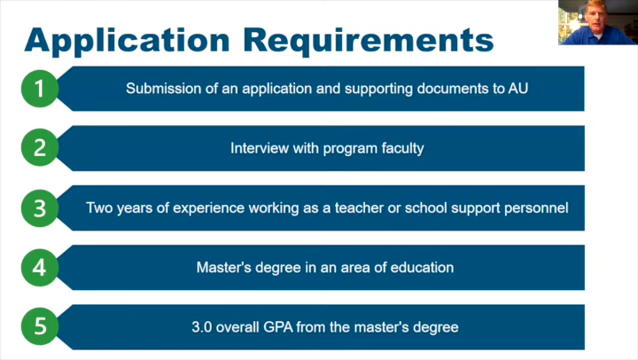 Application Requirements
1
Submission of an application and supporting documents to AU
2
Interview with program faculty
3
Two years of experience working as a teacher or school support personnel
4
Master's degree in an area of education
5
3.0 overall GPA from the master's degree